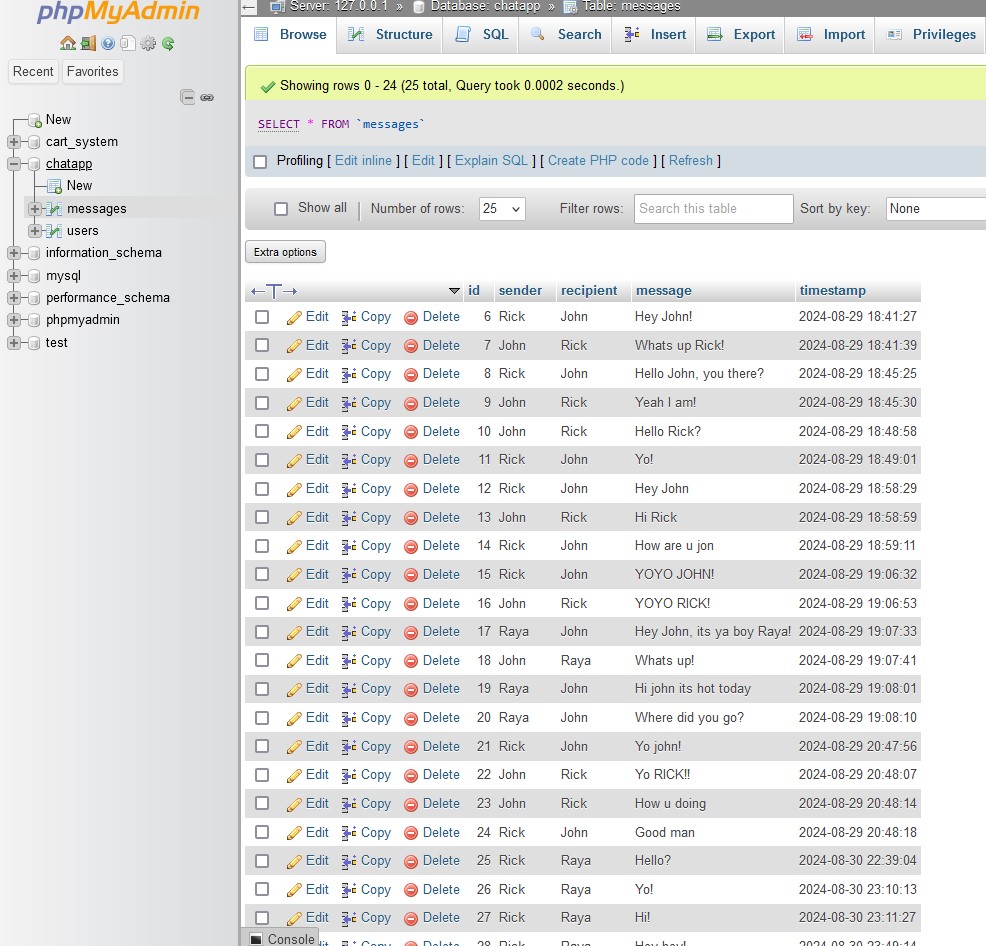 phpMyAdmin
Recent Favorites
New
cart_system
chatapp
New
messages
users
information_schema
mysql
performance_schema
phpmyadmin
test
Server: 127.0.0.1 » Database: chatapp » Table: messages
Browse Structure SQL Search Insert Export Import Privileges
Showing rows 0 - 24 (25 total, Query took 0.0002 seconds.)
SELECT * FROM `messages`
Profiling [ Edit inline ] [ Edit ] [ Explain SQL ] [ Create PHP code ] [ Refresh ]
Show all Number of rows: 25 Filter rows: Search this table Sort by key: None
Extra options
id sender recipient message timestamp
Edit Copy Delete 6 Rick John Hey John! 2024-08-29 18:41:27
Edit Copy Delete 7 John Rick Whats up Rick! 2024-08-29 18:41:39
Edit Copy Delete 8 Rick John Hello John, you there? 2024-08-29 18:45:25
Edit Copy Delete 9 John Rick Yeah I am! 2024-08-29 18:45:30
Edit Copy Delete 10 John Rick Hello Rick? 2024-08-29 18:48:58
Edit Copy Delete 11 Rick John Yo! 2024-08-29 18:49:01
Edit Copy Delete 12 Rick John Hey John 2024-08-29 18:58:29
Edit Copy Delete 13 John Rick Hi Rick 2024-08-29 18:58:59
Edit Copy Delete 14 Rick John How are u jon 2024-08-29 18:59:11
Edit Copy Delete 15 Rick John YOYO JOHN! 2024-08-29 19:06:32
Edit Copy Delete 16 John Rick YOYO RICK! 2024-08-29 19:06:53
Edit Copy Delete 17 Raya John Hey John, its ya boy Raya! 2024-08-29 19:07:33
Edit Copy Delete 18 John Raya Whats up! 2024-08-29 19:07:41
Edit Copy Delete 19 Raya John Hi john its hot today 2024-08-29 19:08:01
Edit Copy Delete 20 Raya John Where did you go? 2024-08-29 19:08:10
Edit Copy Delete 21 Rick John Yo john! 2024-08-29 20:47:56
Edit Copy Delete 22 John Rick Yo RICK!! 2024-08-29 20:48:07
Edit Copy Delete 23 John Rick How u doing 2024-08-29 20:48:14
Edit Copy Delete 24 Rick John Good man 2024-08-29 20:48:18
Edit Copy Delete 25 Rick Raya Hello? 2024-08-30 22:39:04
Edit Copy Delete 26 Rick Raya Yo! 2024-08-30 23:10:13
Edit Copy Delete 27 Rick Raya Hi! 2024-08-30 23:11:27
Console
28 Rick Raya Hey hey!